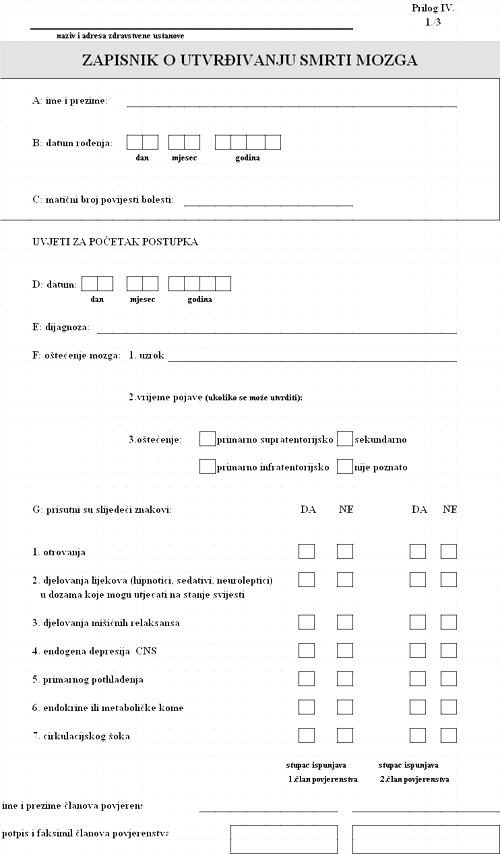 Prilog IV.
1./3
naziv i adresa zdravstvene ustanove
ZAPISNIK O UTVRĐIVANJU SMRTI MOZGA
A: ime i prezime:
B: datum rođenja:
dan mjesec godina
C: matični broj povijesti bolesti:
UVJETI ZA POČETAK POSTUPKA
D: datum:
dan mjesec godina
E: dijagnoza:
F: oštećenje mozga: 1. uzrok
2.vrijeme pojave (ukoliko se može utvrditi):
3.oštećenje: primarno supratentorijsko sekundarno
primarno infratentorijsko nije poznato
G: prisutni su slijedeći znakovi: DA NE DA NE
1. otrovanja
2. djelovanja lijekova (hipnotici, sedativi, neuroleptici)
u dozama koje mogu utjecati na stanje svijesti
3. djelovanja mišićnih relaksansa
4. endogena depresija CNS
5. primarnog pothlađenja
6. endokrine ili metaboličke kome
7. cirkulacijskog šoka
stupac ispunjava stupac ispunjava
1.član povjerenstva 2.član povjerenstva
ime i prezime članova povjeren
potpis i faksimil članova povjerenstva